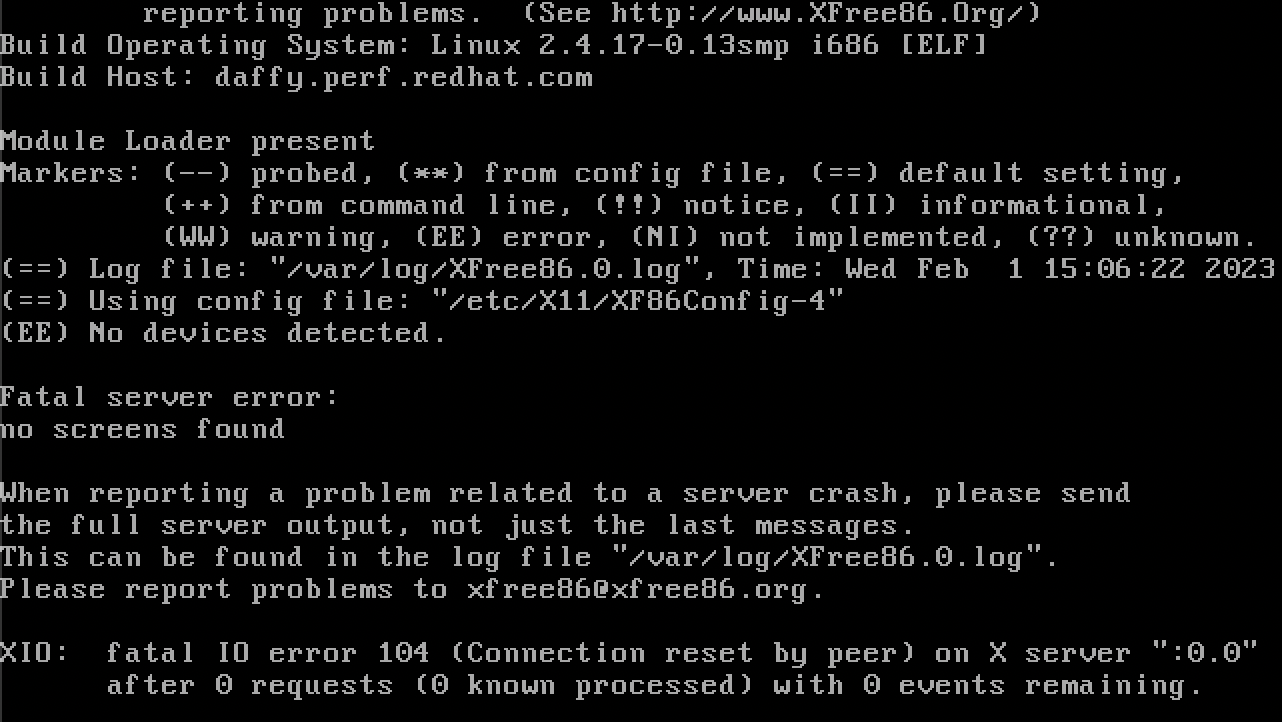 reporting problems.  (See http://www.XFree86.Org/)
Build Operating System: Linux 2.4.17-0.13smp i686 [ELF]
Build Host: daffy.perf.redhat.com
Module Loader present
Markers: (--) probed, (**) from config file, (==) default setting,
(++) from command line, (!!) notice, (II) informational,
(WW) warning, (EE) error, (NI) not implemented, (??) unknown.
(==) Log file: "/var/log/XFree86.0.log", Time: Wed Feb  1 15:06:22 2023
(==) Using config file: "/etc/X11/XF86Config-4"
(EE) No devices detected.
Fatal server error:
no screens found
When reporting a problem related to a server crash, please send
the full server output, not just the last messages.
This can be found in the log file "/var/log/XFree86.0.log".
Please report problems to xfree86@xfree86.org.
XIO:  fatal IO error 104 (Connection reset by peer) on X server ":0.0"
after 0 requests (0 known processed) with 0 events remaining.